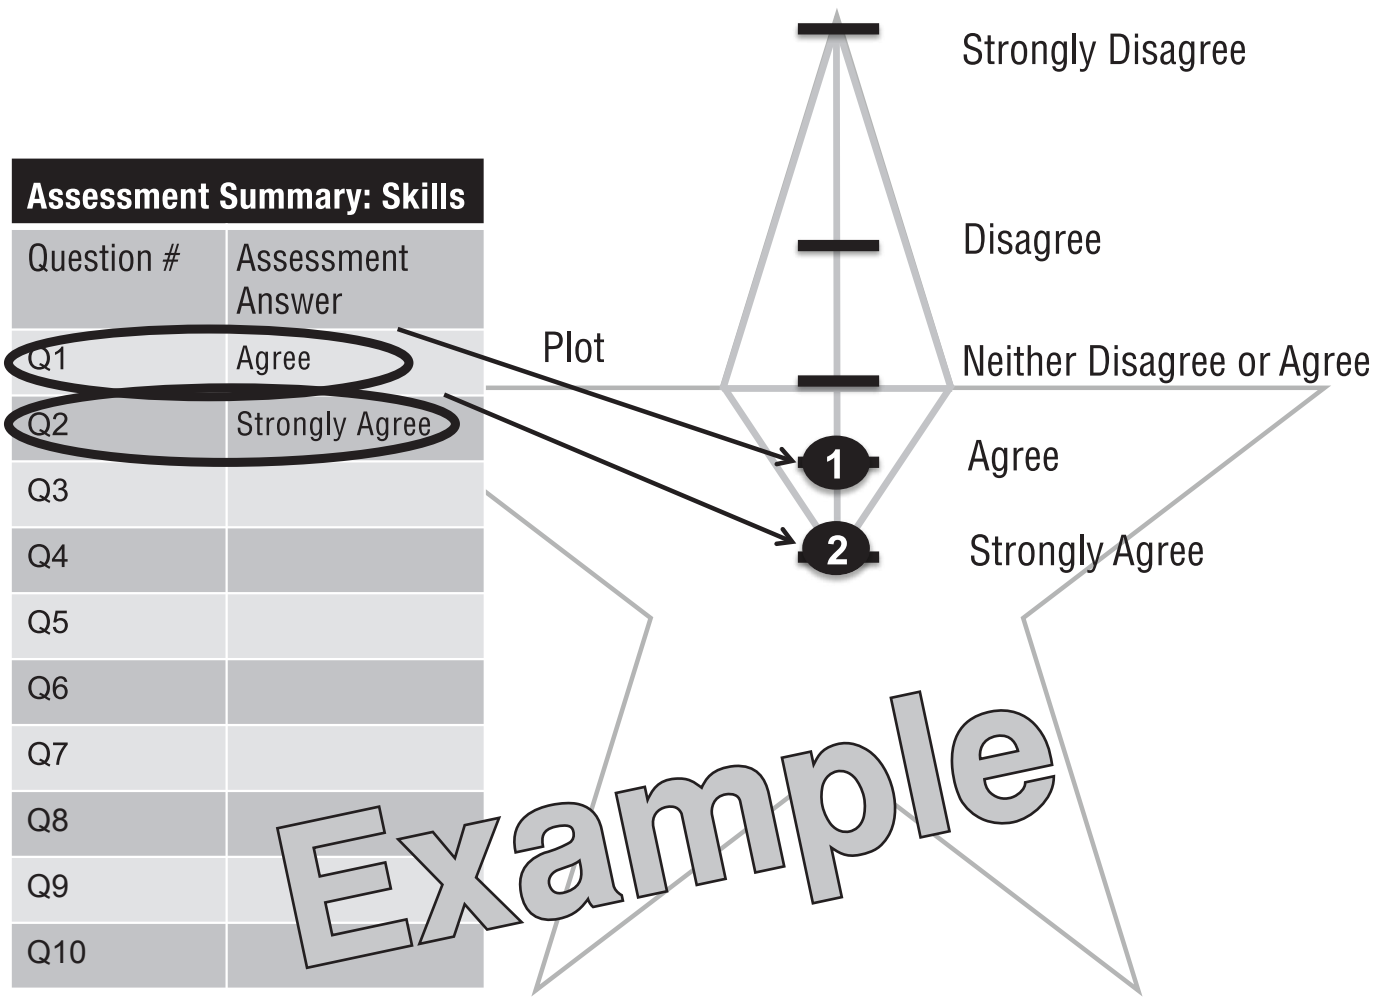 Assessment Summary: Skills
Question #
Assessment
Answer
Q1
Agree
Q2
Strongly Agree
Q3
Q4
Q5
Q6
Q7
Q8
Q9
Q10
Plot
Strongly Disagree
Disagree
Neither Disagree or Agree
1
Agree
2
Strongly Agree
Example